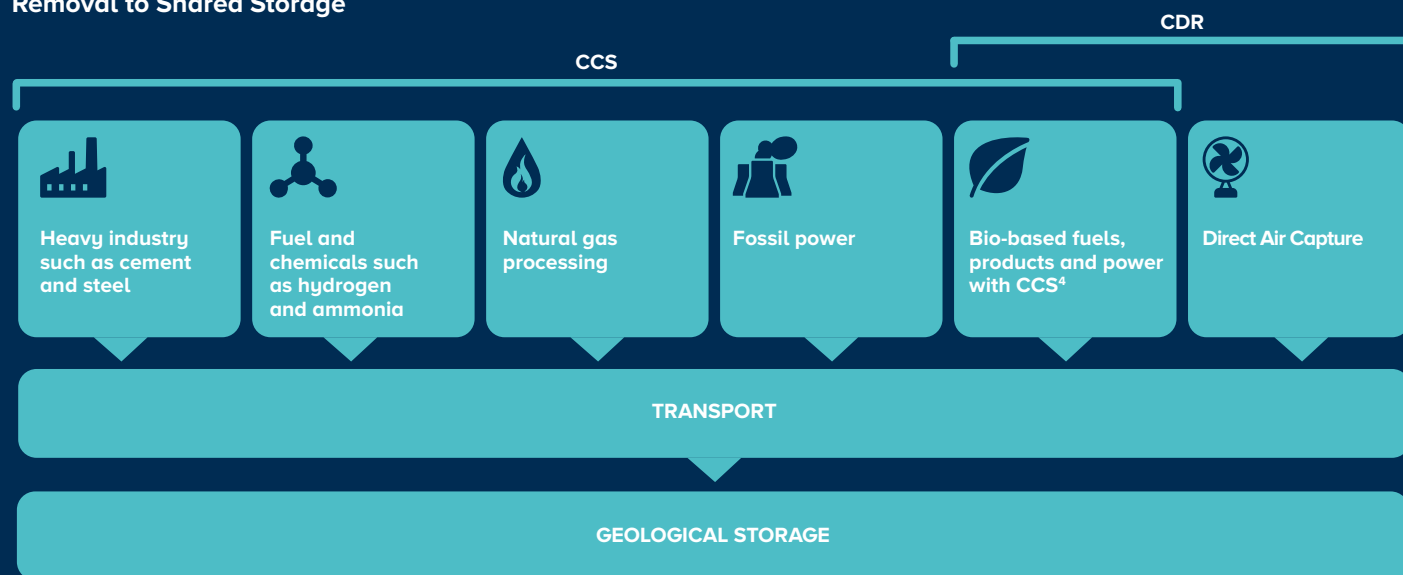 Removal to Shared Storage
CDR
CCS
Heavy industry
such as cement
and steel
Fuel and
chemicals such
as hydrogen
and ammonia
Natural gas
processing
Fossil power
Bio-based fuels,
products and power
with CCS⁴
Direct Air Capture
TRANSPORT
GEOLOGICAL STORAGE